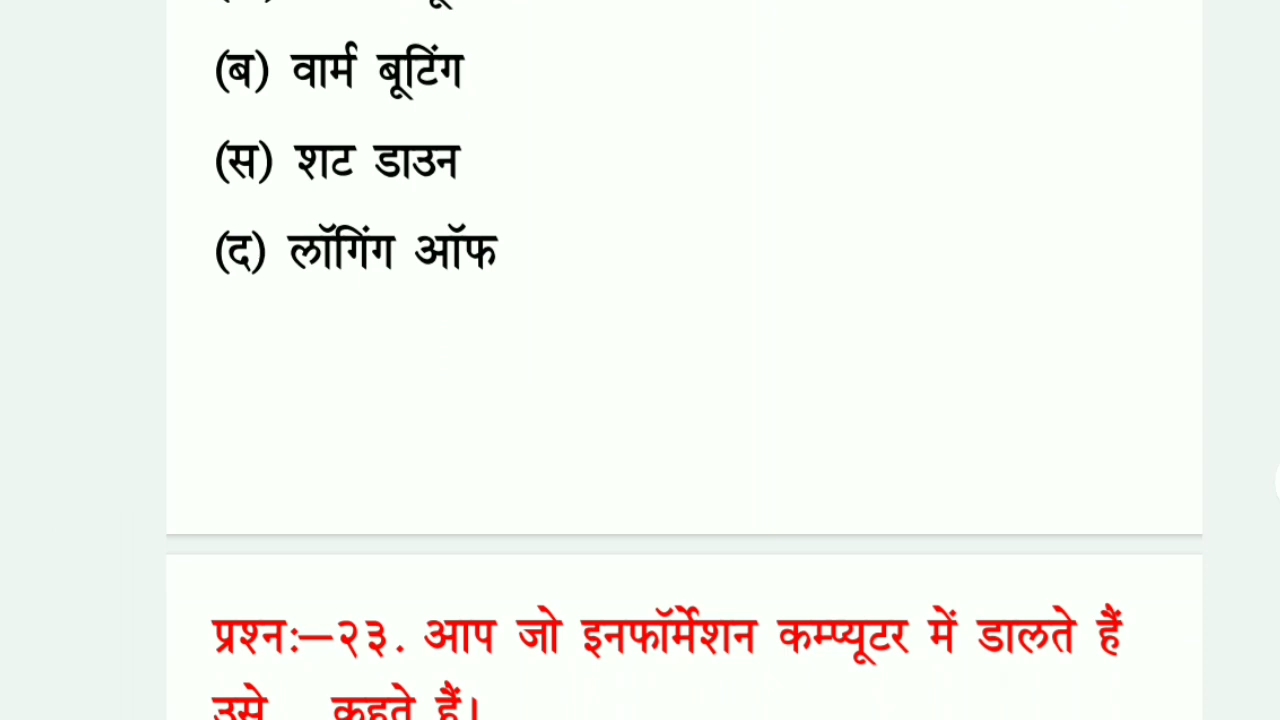 (ब) वार्म बूटिंग
(स) शट डाउन
(द) लॉगिंग ऑफ
प्रश्न:–२३. आप जो इनफॉर्मेशन कम्प्यूटर में डालते हैं
उसे कहते हैं।